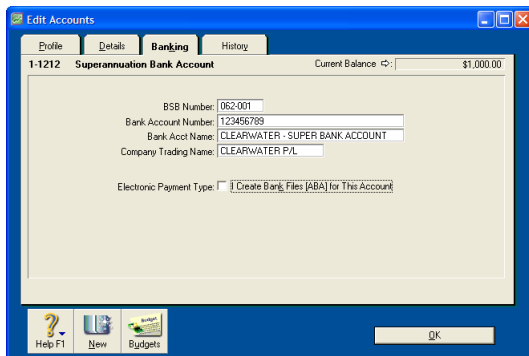 Edit Accounts
Profile Details Banking History
1-1212 Superannuation Bank Account Current Balance ⇨: $1,000.00
BSB Number: 062-001
Bank Account Number: 123456789
Bank Acct Name: CLEARWATER - SUPER BANK ACCOUNT
Company Trading Name: CLEARWATER P/L
Electronic Payment Type: I Create Bank Files [ABA] for This Account
Budget
Help F1 New Budgets OK